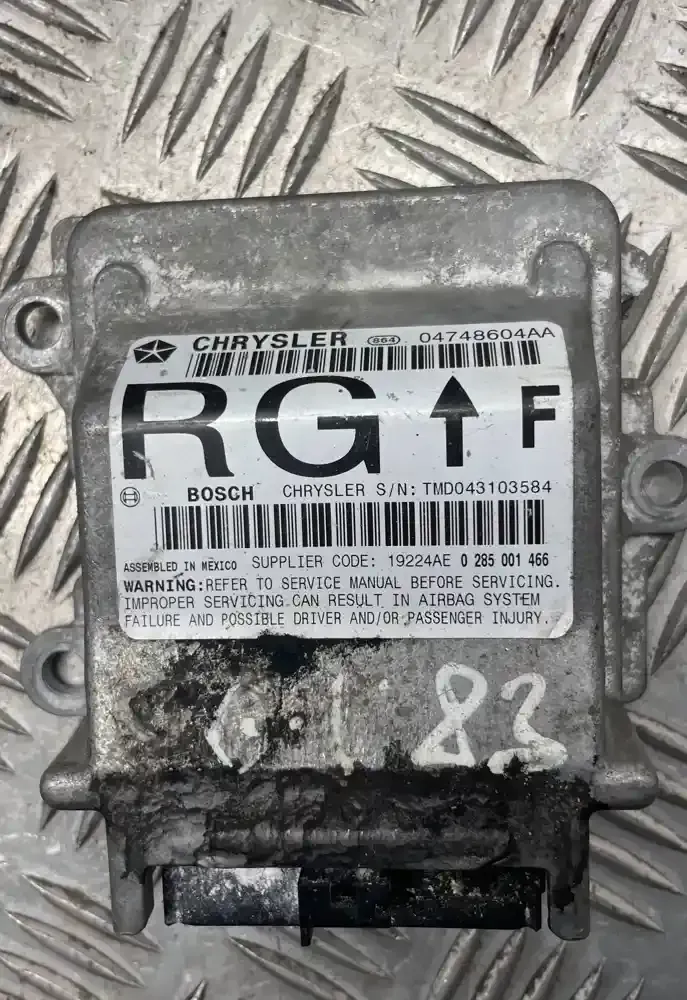 CHRYSLER 864 04748604AA
RG F
BOSCH CHRYSLER S/N: TMD043103584
ASSEMBLED IN MEXICO SUPPLIER CODE: 19224AE 0 285 001 466
WARNING: REFER TO SERVICE MANUAL BEFORE SERVICING.
IMPROPER SERVICING CAN RESULT IN AIRBAG SYSTEM
FAILURE AND POSSIBLE DRIVER AND/OR PASSENGER INJURY.
83